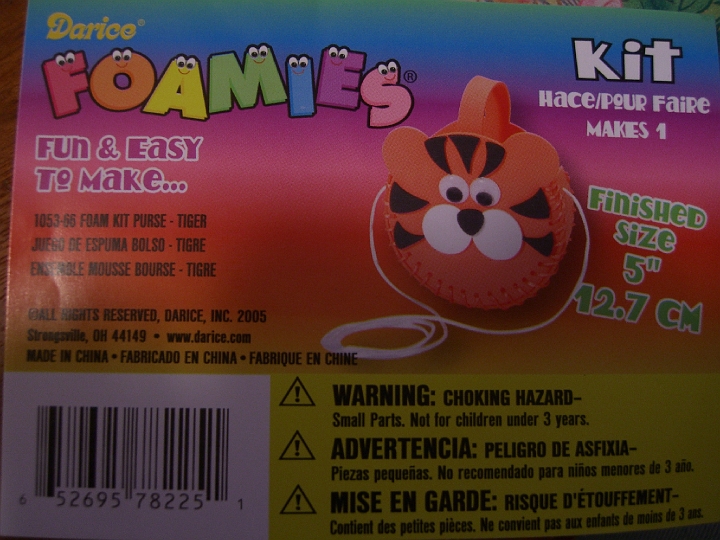 Darice®
FOAMIES®
Kit
HACE/POUR FAIRE
MAKES 1
Fun & Easy
To Make...
1053-66 FOAM KIT PURSE - TIGER
JUEGO DE ESPUMA BOLSO - TIGRE
ENSEMBLE MOUSSE BOURSE - TIGRE
Finished
Size
5"
12.7 CM
©ALL RIGHTS RESERVED, DARICE, INC. 2005
Strongsville, OH 44149 • www.darice.com
MADE IN CHINA • FABRICADO EN CHINA • FABRIQUE EN CHINE
WARNING: CHOKING HAZARD–
Small Parts. Not for children under 3 years.
ADVERTENCIA: PELIGRO DE ASFIXIA–
Piezas pequeñas. No recomendado para niños menores de 3 año.
MISE EN GARDE: RISQUE D'ÉTOUFFEMENT–
Contient des petites pièces. Ne convient pas aux enfants de moins de 3 ans.
6 52695 78225 1